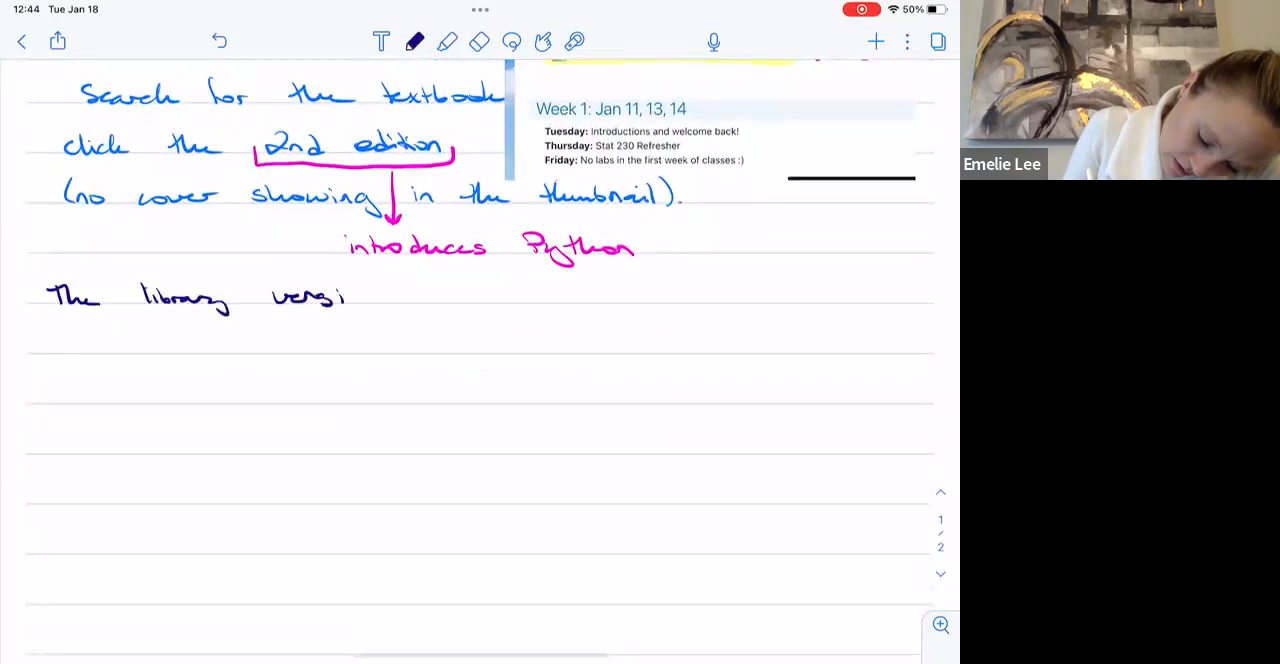 12:44 Tue Jan 18
50%
Search for the textbook
click the 2nd edition
(no cover showing in the thumbnail).
introduces Python
The library versi
Week 1: Jan 11, 13, 14
Tuesday: Introductions and welcome back!
Thursday: Stat 230 Refresher
Friday: No labs in the first week of classes :)
1
/
2
Emelie Lee